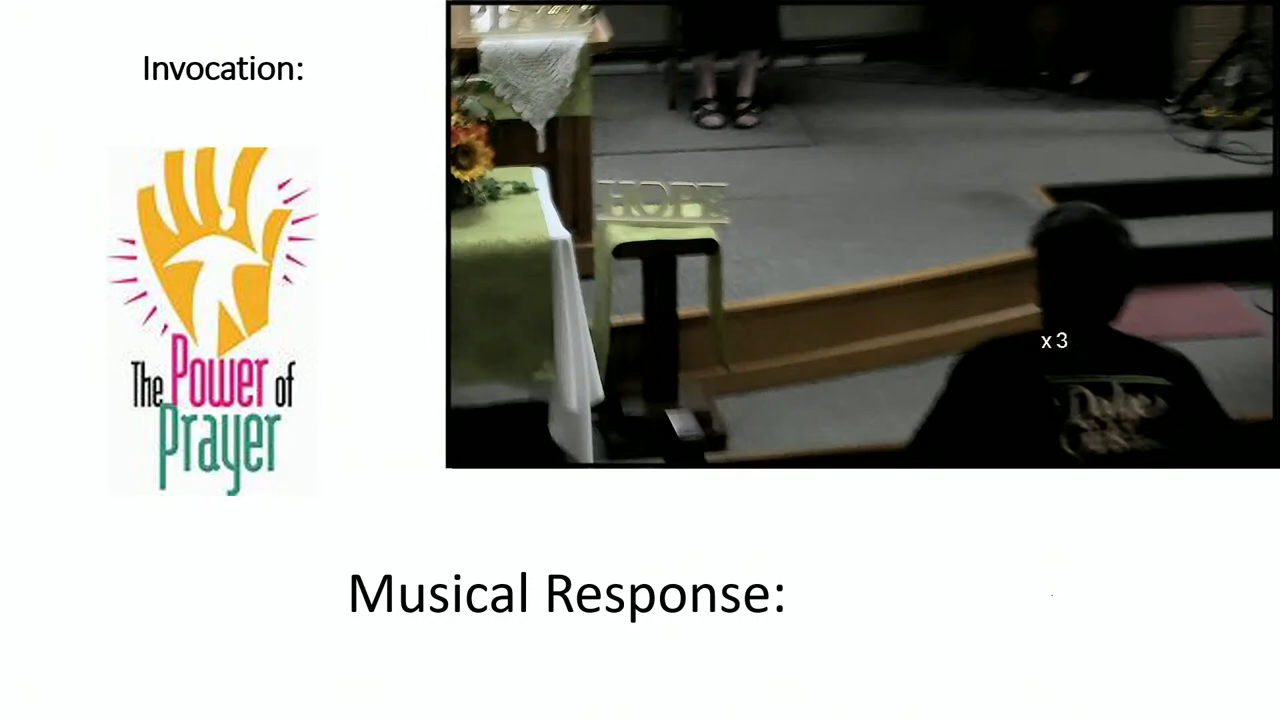 Invocation:
The Power of
Prayer
HOPE
x 3
Musical Response: